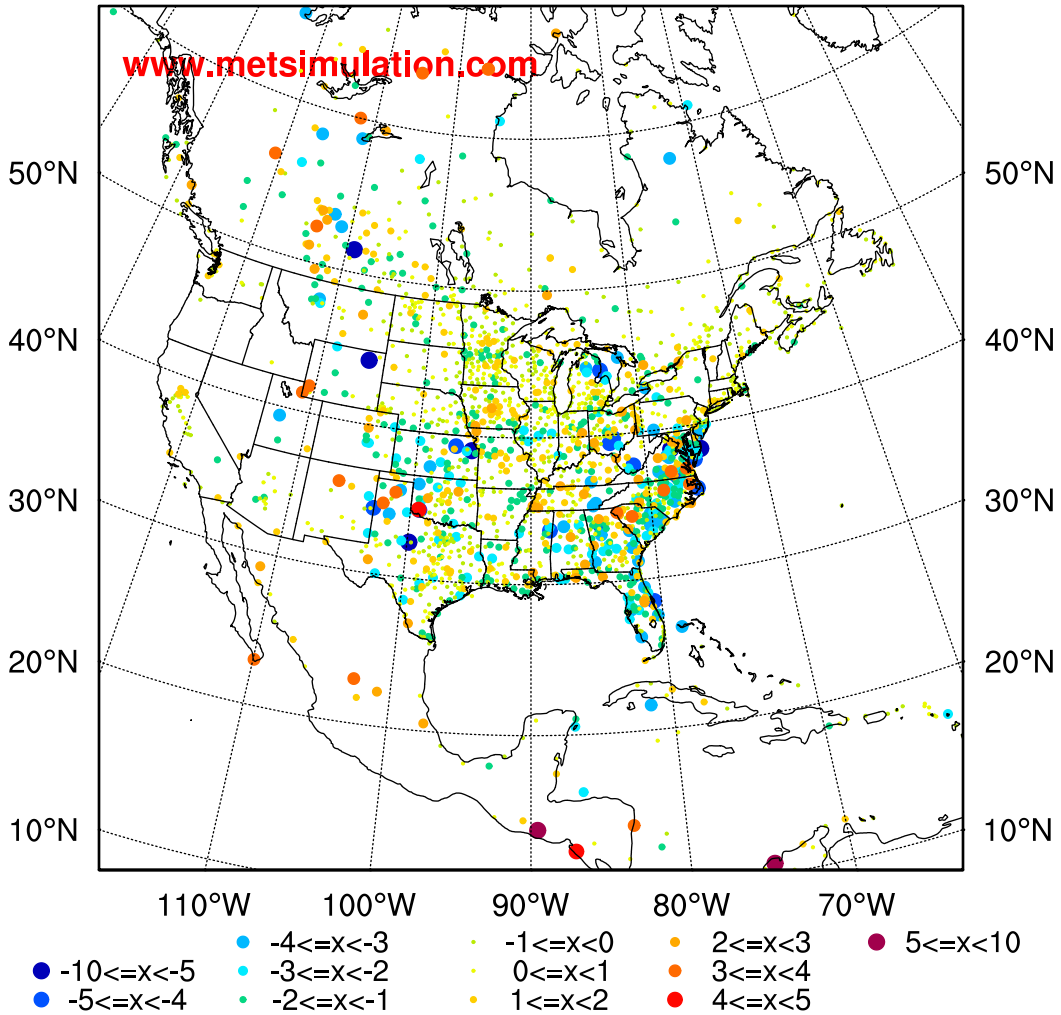 www.metsimulation.com
50°N 50°N
40°N 40°N
30°N 30°N
20°N 20°N
10°N 10°N
110°W 100°W 90°W 80°W 70°W
-4<=x<-3 -1<=x<0 2<=x<3 5<=x<10
-10<=x<-5 -3<=x<-2 0<=x<1 3<=x<4
-5<=x<-4 -2<=x<-1 1<=x<2 4<=x<5